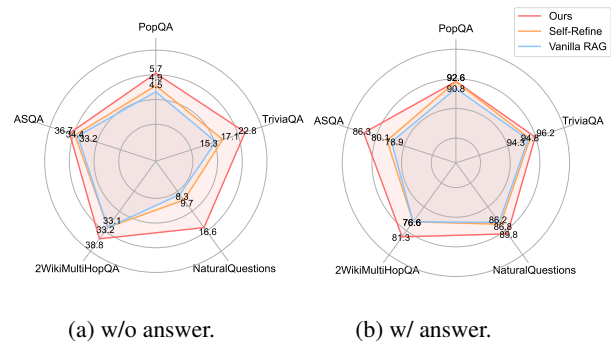 Ours
Self-Refine
Vanilla RAG
PopQA
5.7
4.9
4.5
ASQA
36.7
34.4
33.2
TriviaQA
22.8
17.1
15.3
33.1
33.2
38.8
2WikiMultiHopQA
8.3
9.7
16.6
NaturalQuestions
(a) w/o answer.
PopQA
92.6
90.8
ASQA
86.3
80.1
78.9
TriviaQA
96.2
94.8
94.3
76.6
81.3
2WikiMultiHopQA
86.2
86.8
89.8
NaturalQuestions
(b) w/ answer.